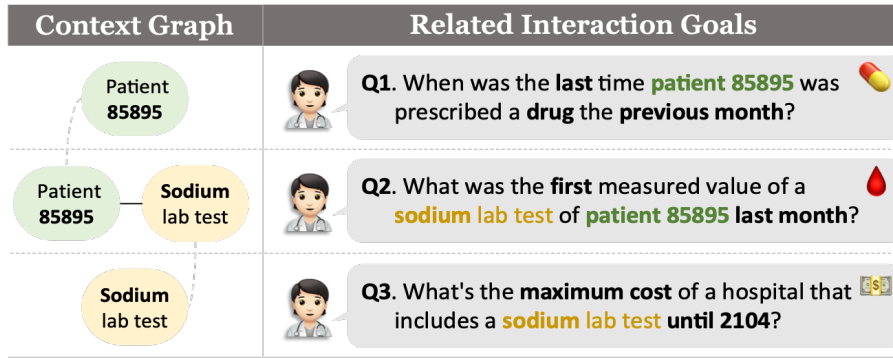 Context Graph
Related Interaction Goals
Patient
85895
Q1. When was the last time patient 85895 was
prescribed a drug the previous month?
Patient
85895
Sodium
lab test
Q2. What was the first measured value of a
sodium lab test of patient 85895 last month?
Sodium
lab test
Q3. What's the maximum cost of a hospital that
includes a sodium lab test until 2104?
$